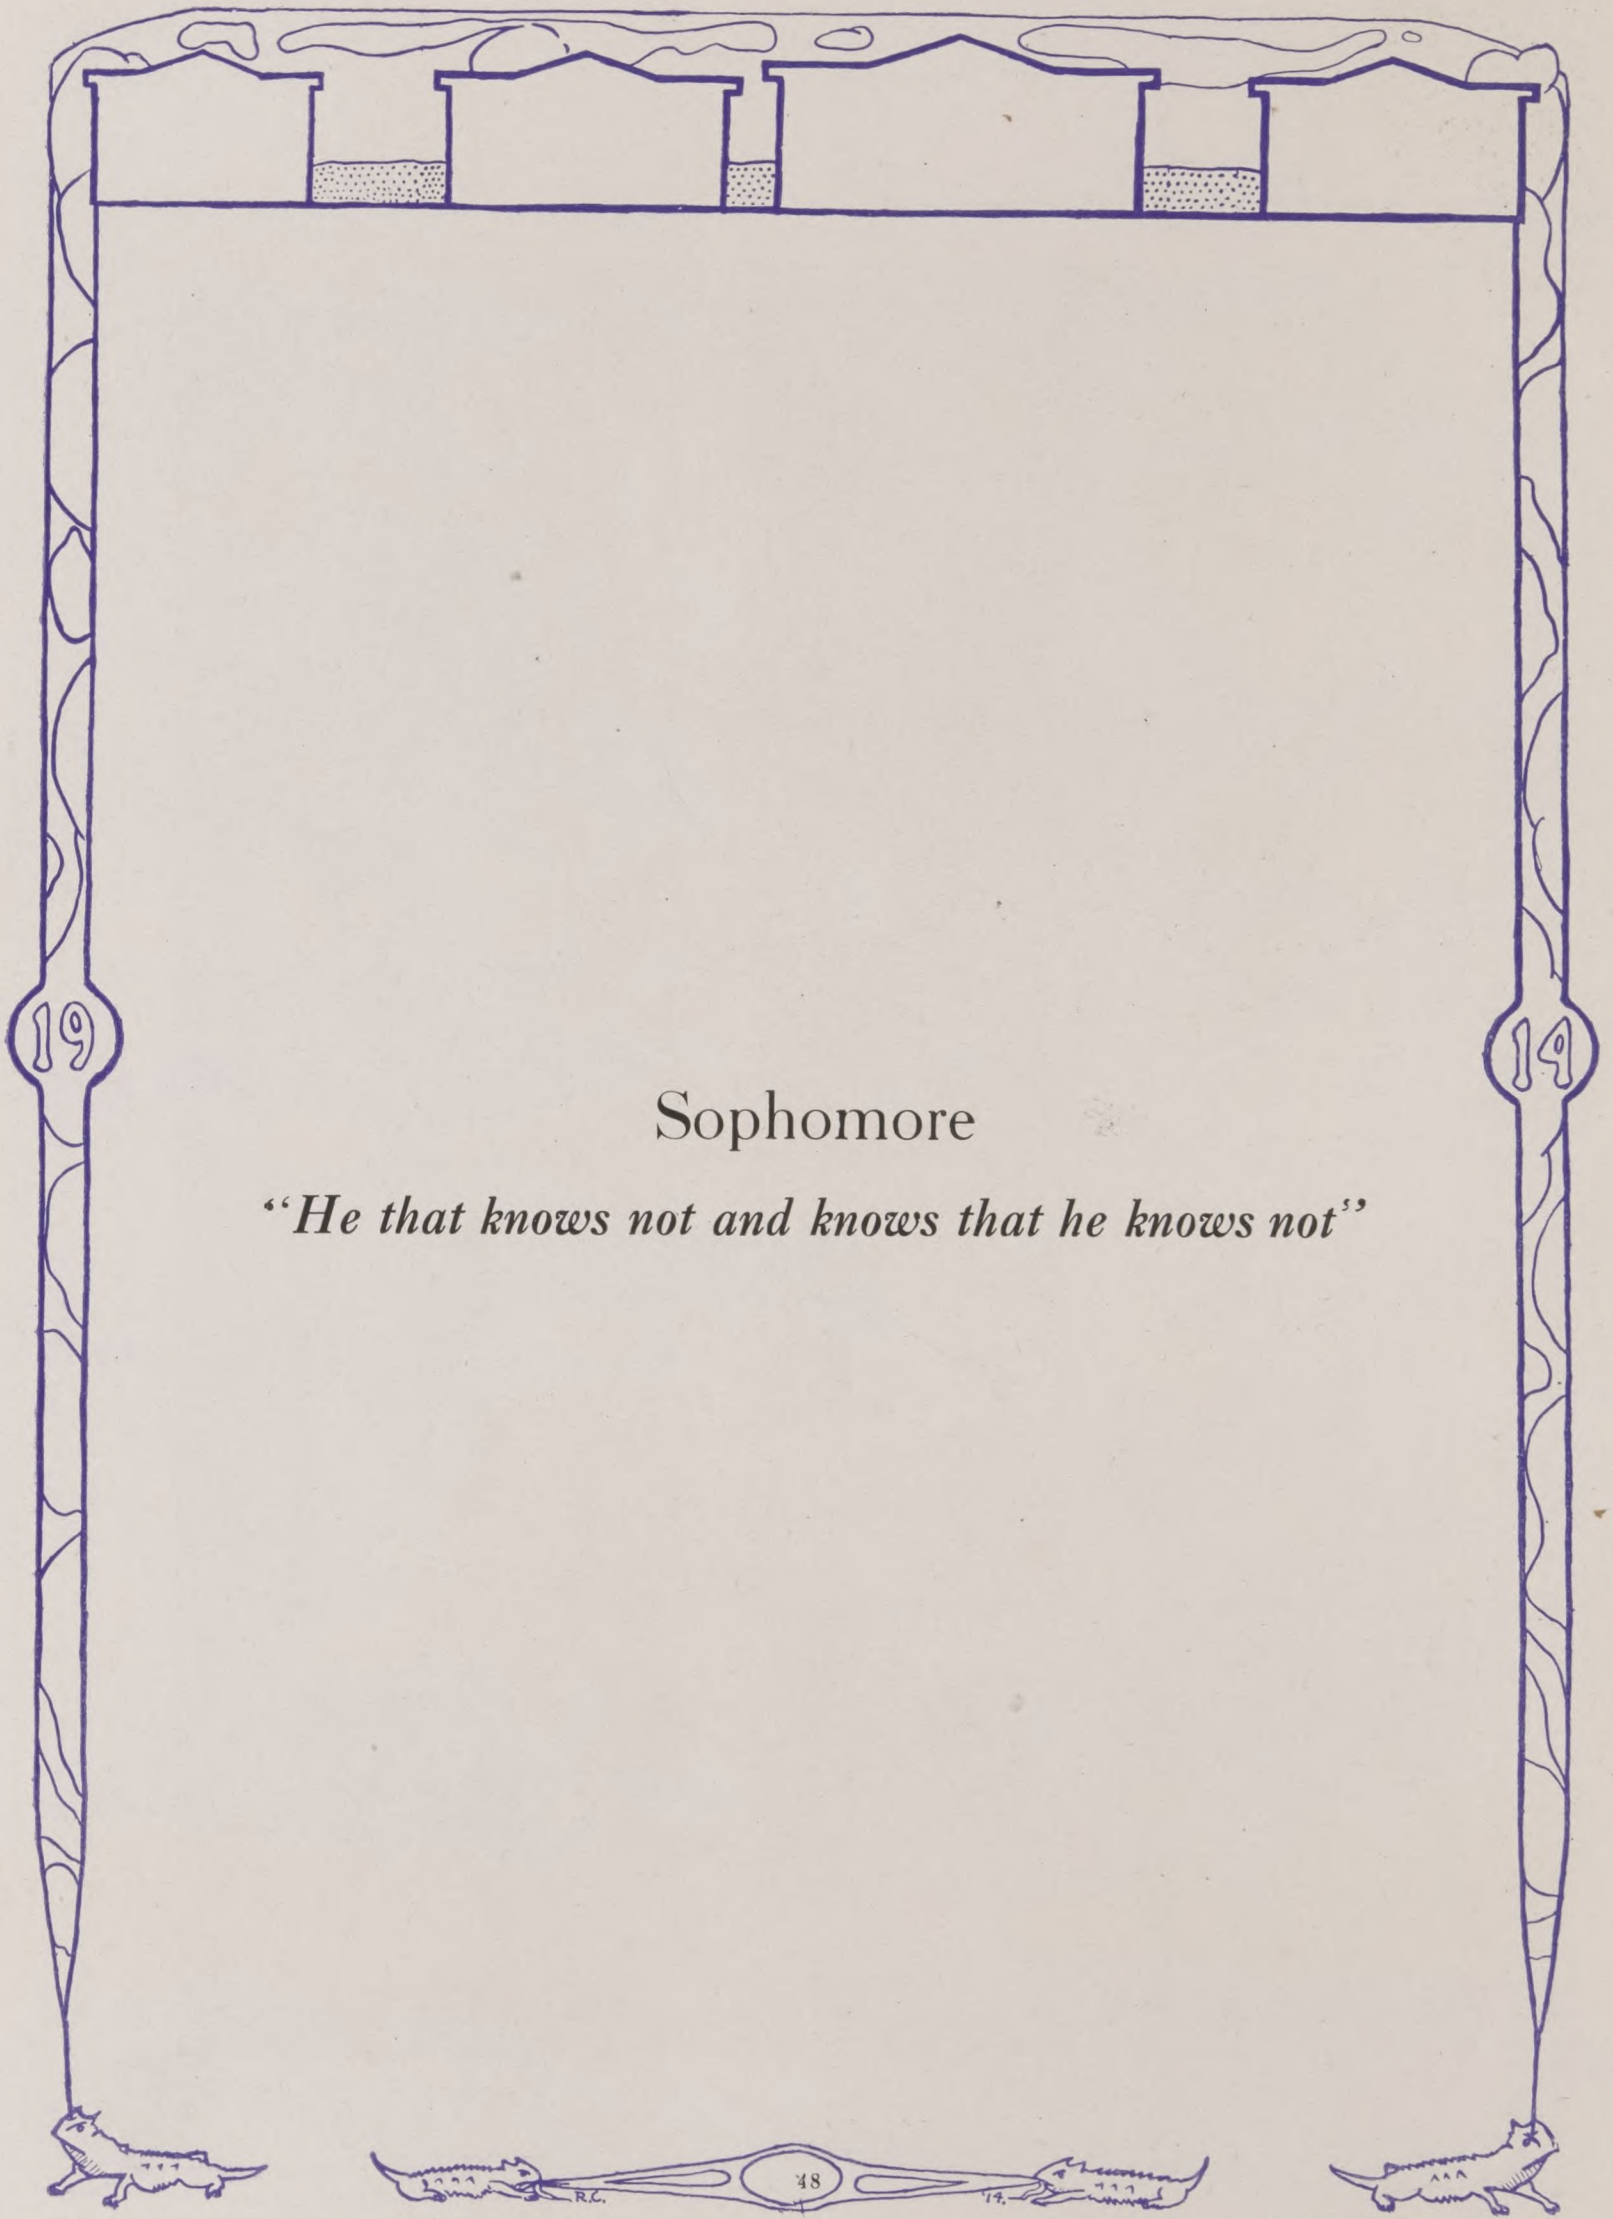 19
14
Sophomore
“He that knows not and knows that he knows not”
R.C.
48
'14.